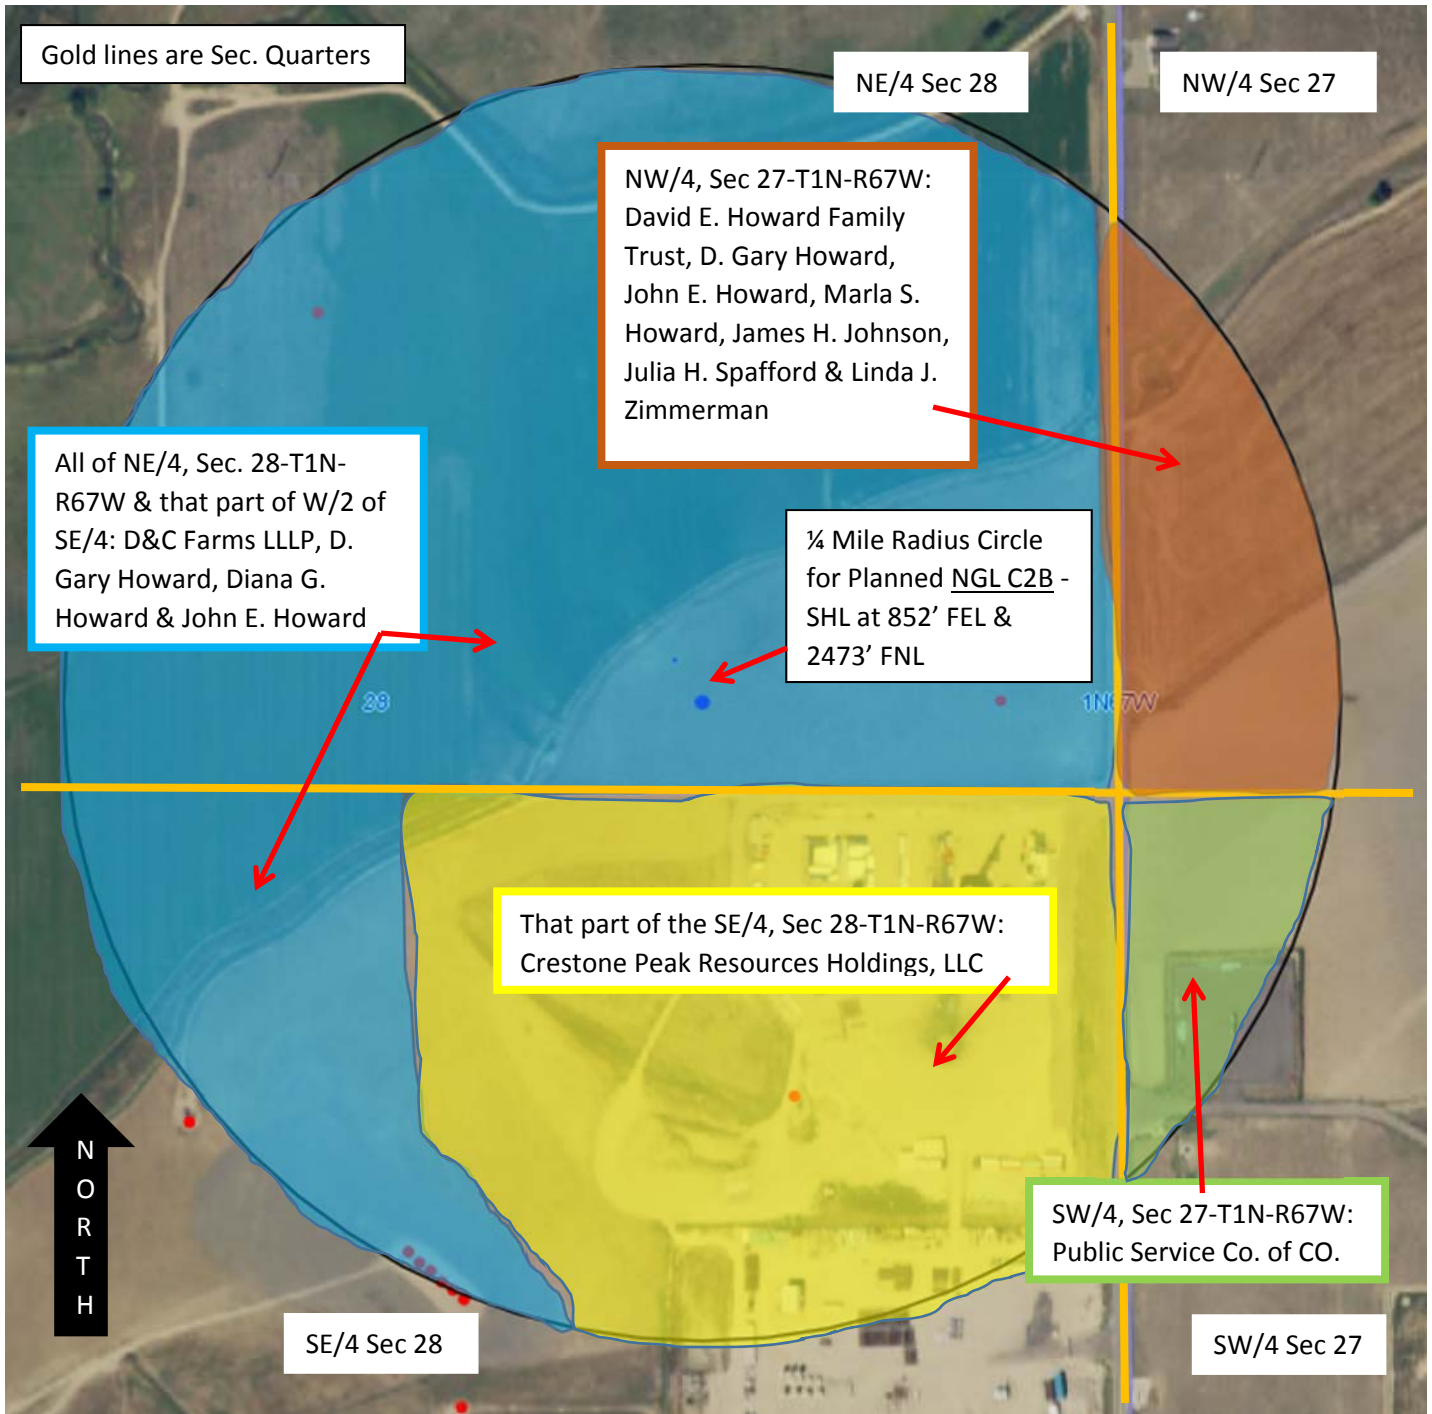 Gold lines are Sec. Quarters
NE/4 Sec 28
NW/4 Sec 27
NW/4, Sec 27-T1N-R67W:
David E. Howard Family
Trust, D. Gary Howard,
John E. Howard, Marla S.
Howard, James H. Johnson,
Julia H. Spafford & Linda J.
Zimmerman
All of NE/4, Sec. 28-T1N-
R67W & that part of W/2 of
SE/4: D&C Farms LLLP, D.
Gary Howard, Diana G.
Howard & John E. Howard
¼ Mile Radius Circle
for Planned NGL C2B -
SHL at 852’ FEL &
2473’ FNL
28
1N67W
That part of the SE/4, Sec 28-T1N-R67W:
Crestone Peak Resources Holdings, LLC
N
O
R
T
H
SW/4, Sec 27-T1N-R67W:
Public Service Co. of CO.
SE/4 Sec 28
SW/4 Sec 27